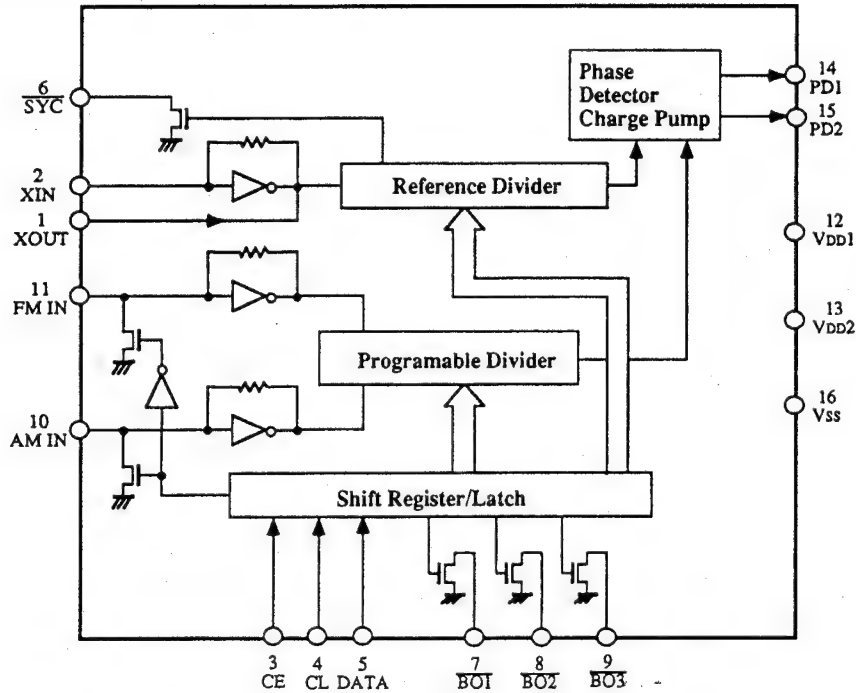 6
SYC
2
XIN
1
XOUT
11
FM IN
10
AM IN
Phase
Detector
Charge Pump
14
PD1
15
PD2
Reference Divider
12
VDD1
13
VDD2
Programable Divider
16
VSS
Shift Register/Latch
3
CE
4
CL
5
DATA
7
BO1
8
BO2
9
BO3